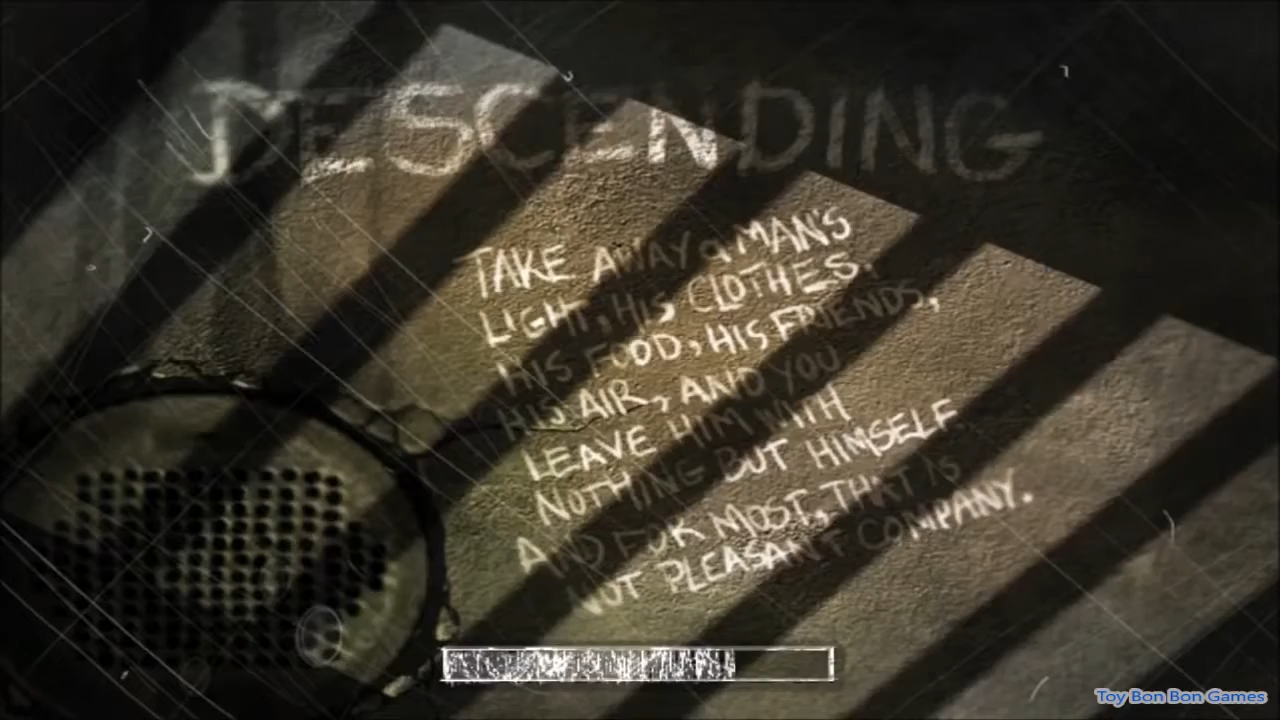 DESCENDING
TAKE AWAY a MAN'S
LIGHT, HIS CLOTHES.
HIS FOOD, HIS FRIENDS,
HIS AIR, AND YOU
LEAVE HIM WITH
NOTHING BUT HIMSELF.
AND FOR MOST, THAT IS
NOT PLEASANT COMPANY.
Toy Bon Bon Games